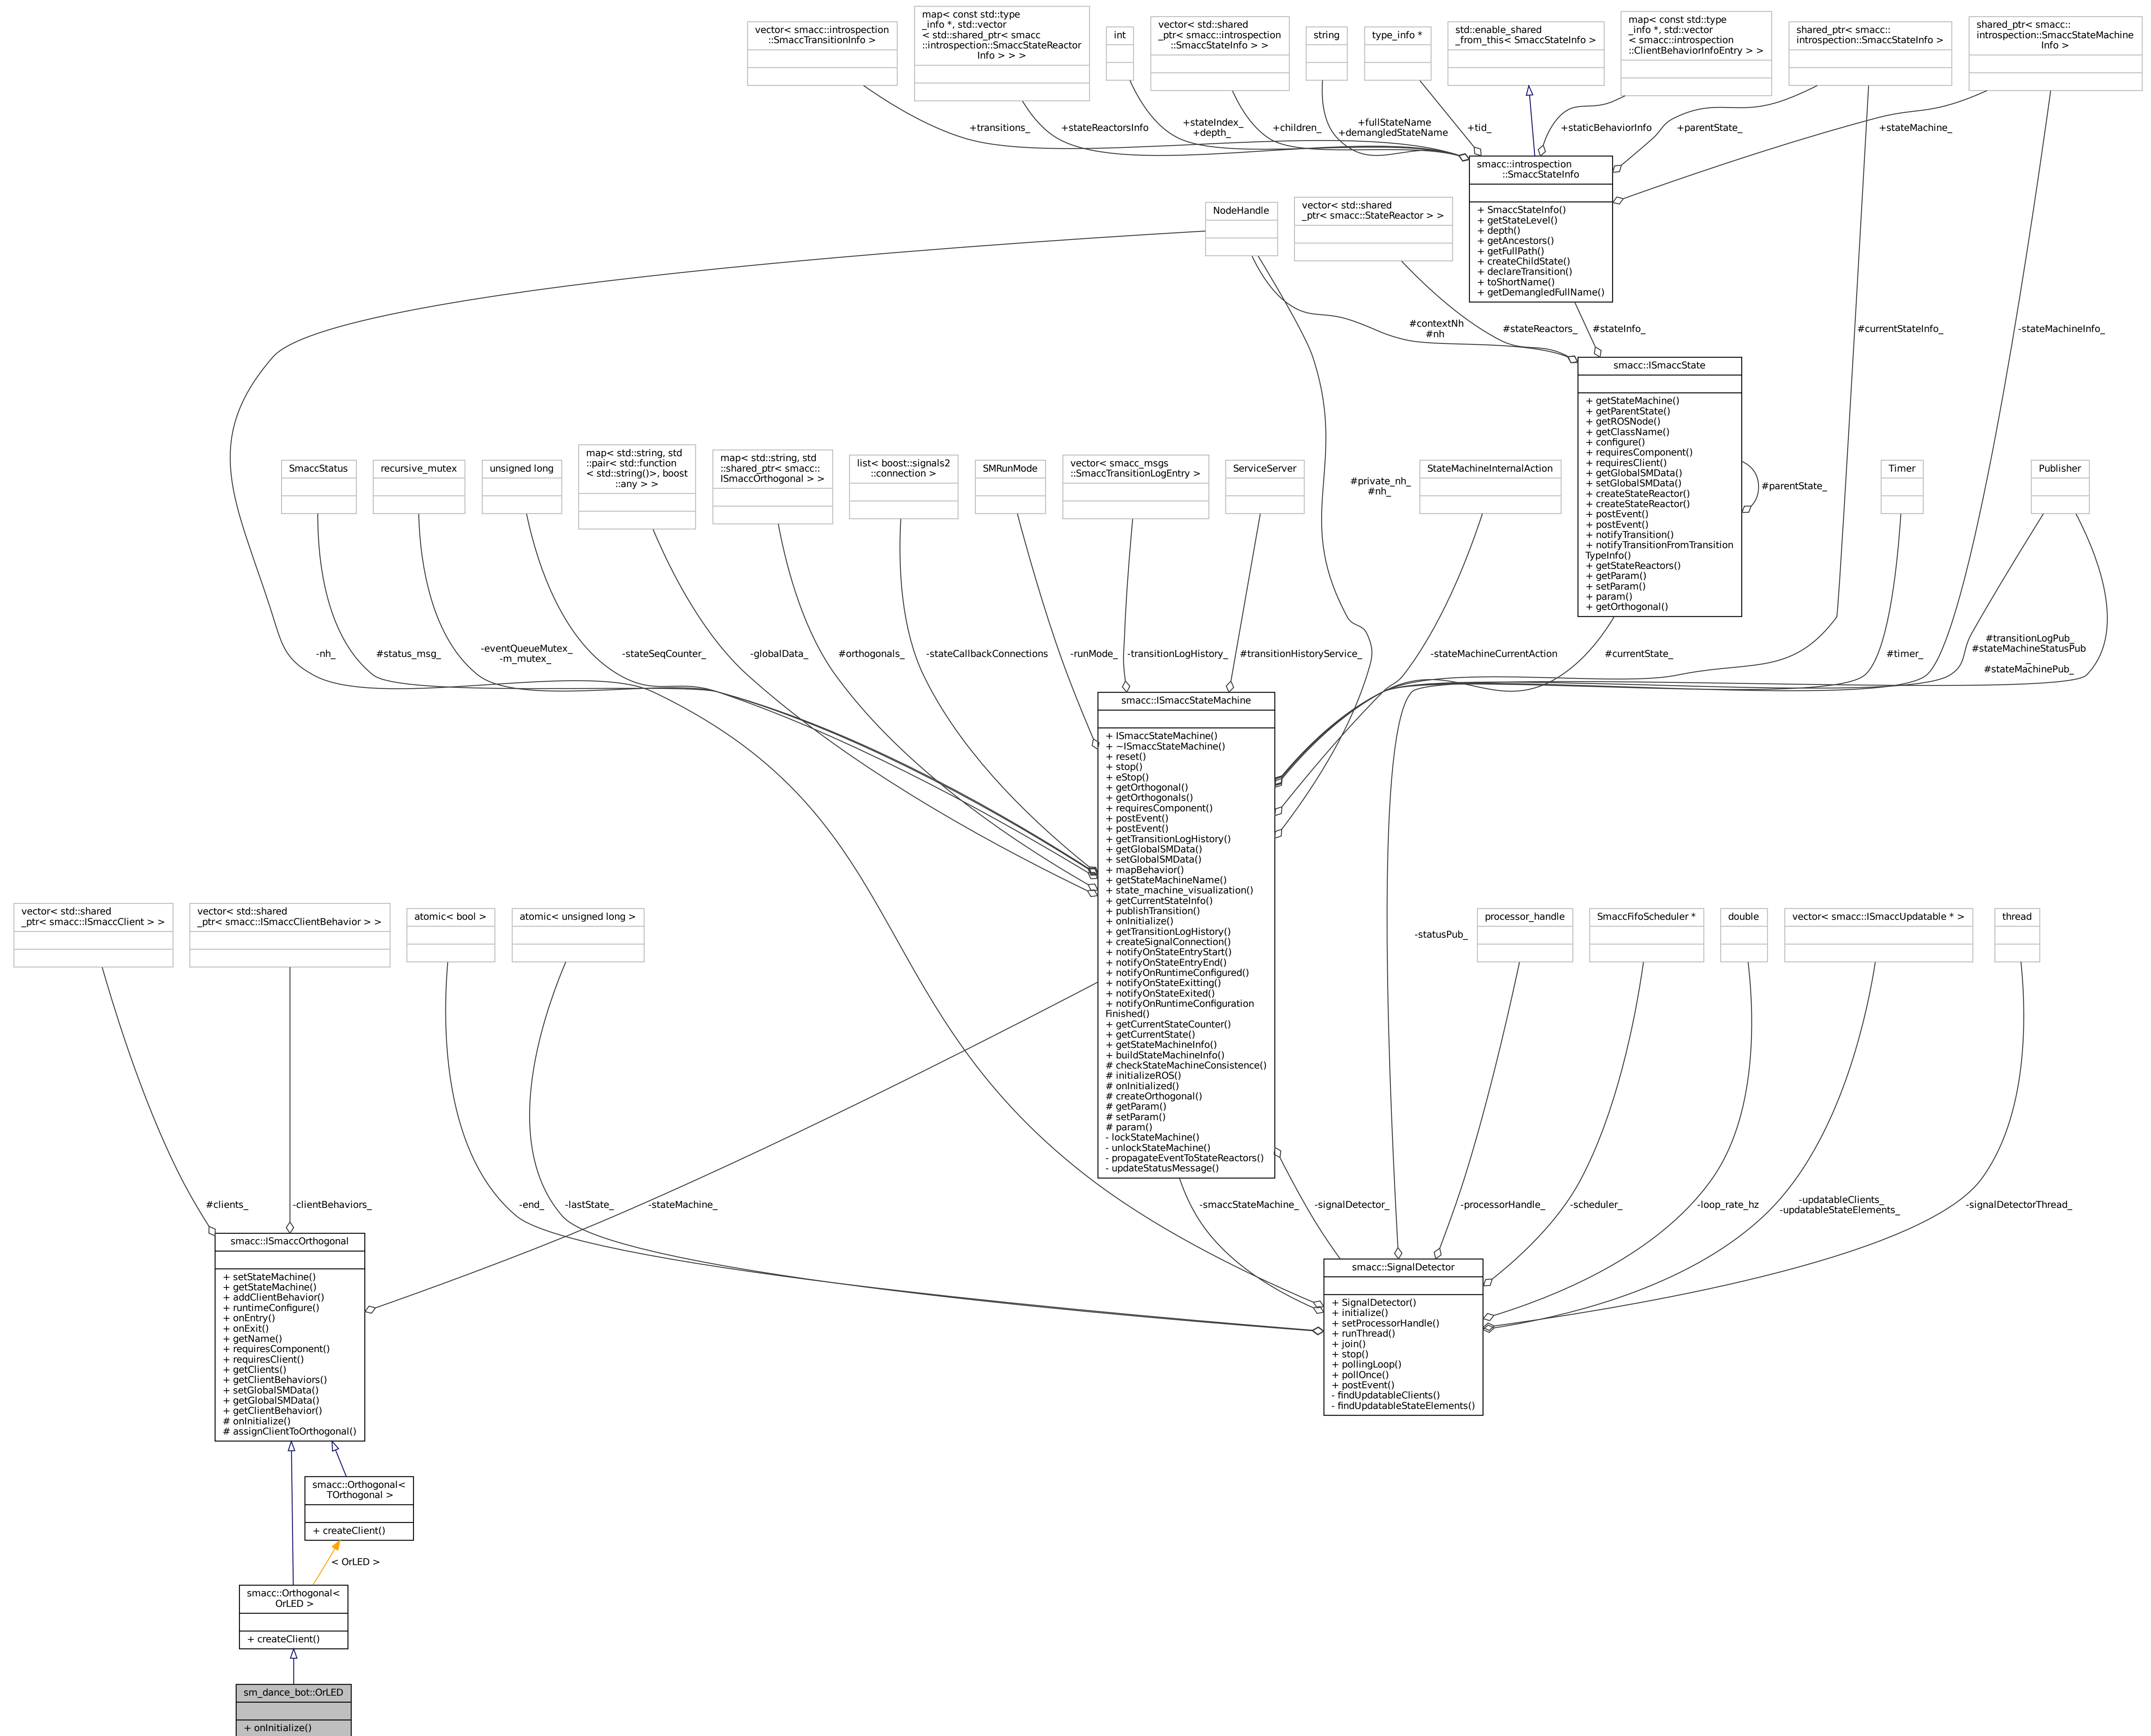 vector< smacc::introspection
::SmaccTransitionInfo >
map< const std::type
_info *, std::vector
< std::shared_ptr< smacc
::introspection::SmaccStateReactor
Info > > >
int
vector< std::shared
_ptr< smacc::introspection
::SmaccStateInfo > >
string
type_info *
std::enable_shared
_from_this< SmaccStateInfo >
map< const std::type
_info *, std::vector
< smacc::introspection
::ClientBehaviorInfoEntry > >
shared_ptr< smacc::
introspection::SmaccStateInfo >
shared_ptr< smacc::
introspection::SmaccStateMachine
Info >
+transitions_
+stateReactorsInfo
+stateIndex_
+depth_
+children_
+fullStateName
+demangledStateName
+tid_
+staticBehaviorInfo
+parentState_
+stateMachine_
smacc::introspection
::SmaccStateInfo
+ SmaccStateInfo()
+ getStateLevel()
+ depth()
+ getAncestors()
+ getFullPath()
+ createChildState()
+ declareTransition()
+ toShortName()
+ getDemangledFullName()
NodeHandle
vector< std::shared
_ptr< smacc::StateReactor > >
#contextNh
#nh
#stateReactors_
#stateInfo_
#currentStateInfo_
-stateMachineInfo_
smacc::ISmaccState
+ getStateMachine()
+ getParentState()
+ getROSNode()
+ getClassName()
+ configure()
+ requiresComponent()
+ requiresClient()
+ getGlobalSMData()
+ setGlobalSMData()
+ createStateReactor()
+ createStateReactor()
+ postEvent()
+ postEvent()
+ notifyTransition()
+ notifyTransitionFromTransition
TypeInfo()
+ getStateReactors()
+ getParam()
+ setParam()
+ param()
+ getOrthogonal()
#parentState_
SmaccStatus
recursive_mutex
unsigned long
map< std::string, std
::pair< std::function
< std::string()>, boost
::any > >
map< std::string, std
::shared_ptr< smacc::
ISmaccOrthogonal > >
list< boost::signals2
::connection >
SMRunMode
vector< smacc_msgs
::SmaccTransitionLogEntry >
ServiceServer
#private_nh_
#nh_
StateMachineInternalAction
Timer
Publisher
-nh_
#status_msg_
-eventQueueMutex_
-m_mutex_
-stateSeqCounter_
-globalData_
#orthogonals_
-stateCallbackConnections
-runMode_
-transitionLogHistory_
#transitionHistoryService_
-stateMachineCurrentAction
#currentState_
#timer_
#transitionLogPub_
#stateMachineStatusPub
_
#stateMachinePub_
smacc::ISmaccStateMachine
+ ISmaccStateMachine()
+ ~ISmaccStateMachine()
+ reset()
+ stop()
+ eStop()
+ getOrthogonal()
+ getOrthogonals()
+ requiresComponent()
+ postEvent()
+ postEvent()
+ getTransitionLogHistory()
+ getGlobalSMData()
+ setGlobalSMData()
+ mapBehavior()
+ getStateMachineName()
+ state_machine_visualization()
+ getCurrentStateInfo()
+ publishTransition()
+ onInitialize()
+ getTransitionLogHistory()
+ createSignalConnection()
+ notifyOnStateEntryStart()
+ notifyOnStateEntryEnd()
+ notifyOnRuntimeConfigured()
+ notifyOnStateExitting()
+ notifyOnStateExited()
+ notifyOnRuntimeConfiguration
Finished()
+ getCurrentStateCounter()
+ getCurrentState()
+ getStateMachineInfo()
+ buildStateMachineInfo()
# checkStateMachineConsistence()
# initializeROS()
# onInitialized()
# createOrthogonal()
# getParam()
# setParam()
# param()
- lockStateMachine()
- unlockStateMachine()
- propagateEventToStateReactors()
- updateStatusMessage()
vector< std::shared
_ptr< smacc::ISmaccClient > >
vector< std::shared
_ptr< smacc::ISmaccClientBehavior > >
atomic< bool >
atomic< unsigned long >
-statusPub_
processor_handle
SmaccFifoScheduler *
double
vector< smacc::ISmaccUpdatable * >
thread
#clients_
-clientBehaviors_
-end_
-lastState_
-stateMachine_
-smaccStateMachine_
-signalDetector_
-processorHandle_
-scheduler_
-loop_rate_hz
-updatableClients_
-updatableStateElements_
-signalDetectorThread_
smacc::ISmaccOrthogonal
+ setStateMachine()
+ getStateMachine()
+ addClientBehavior()
+ runtimeConfigure()
+ onEntry()
+ onExit()
+ getName()
+ requiresComponent()
+ requiresClient()
+ getClients()
+ getClientBehaviors()
+ setGlobalSMData()
+ getGlobalSMData()
+ getClientBehavior()
# onInitialize()
# assignClientToOrthogonal()
smacc::SignalDetector
+ SignalDetector()
+ initialize()
+ setProcessorHandle()
+ runThread()
+ join()
+ stop()
+ pollingLoop()
+ pollOnce()
+ postEvent()
- findUpdatableClients()
- findUpdatableStateElements()
smacc::Orthogonal<
TOrthogonal >
+ createClient()
< OrLED >
smacc::Orthogonal<
OrLED >
+ createClient()
sm_dance_bot::OrLED
+ onInitialize()